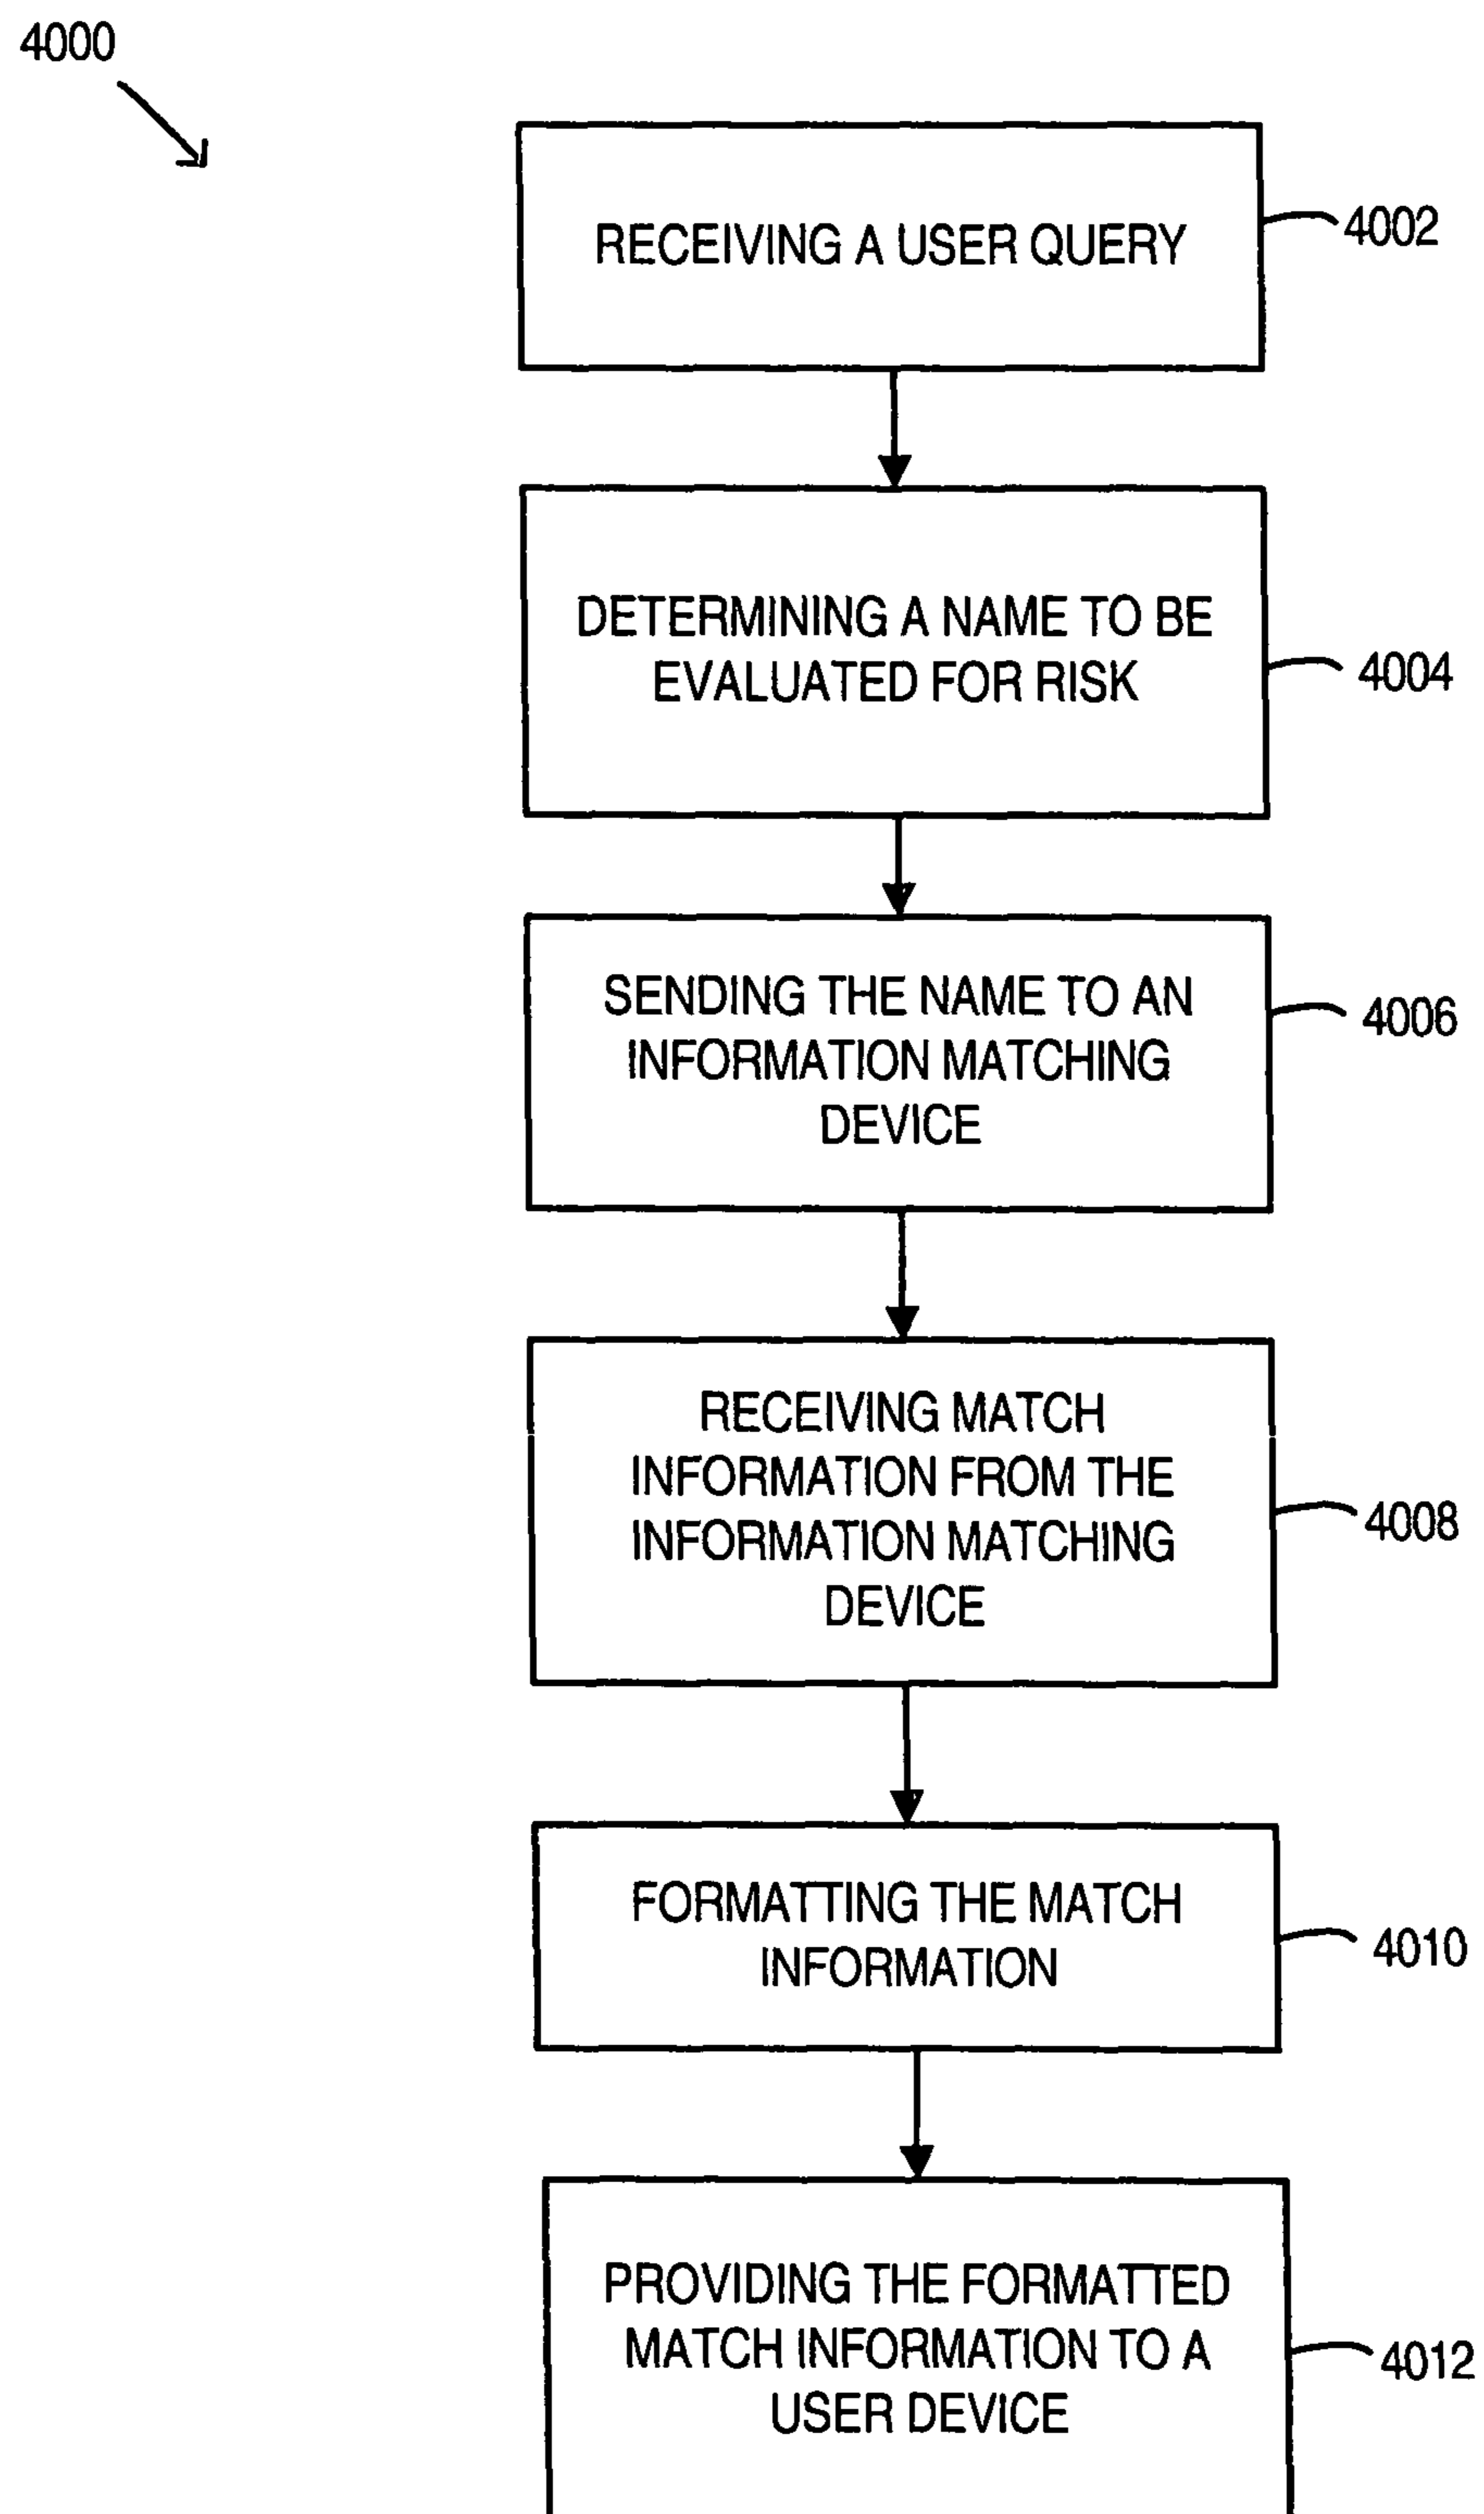 4000
RECEIVING A USER QUERY
4002
DETERMINING A NAME TO BE
EVALUATED FOR RISK
4004
SENDING THE NAME TO AN
INFORMATION MATCHING
DEVICE
4006
RECEIVING MATCH
INFORMATION FROM THE
INFORMATION MATCHING
DEVICE
4008
FORMATTING THE MATCH
INFORMATION
4010
PROVIDING THE FORMATTED
MATCH INFORMATION TO A
USER DEVICE
4012